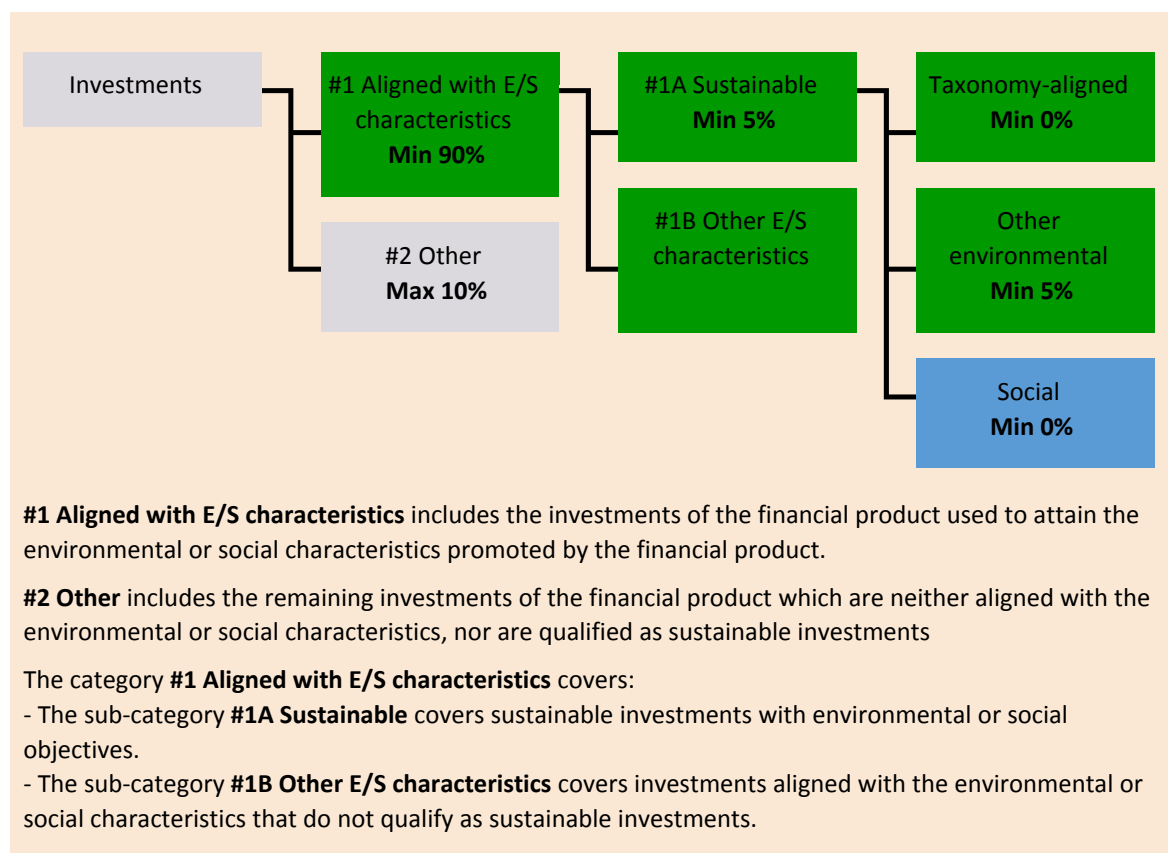 Investments
#1 Aligned with E/S
characteristics
Min 90%
#2 Other
Max 10%
#1A Sustainable
Min 5%
#1B Other E/S
characteristics
Taxonomy-aligned
Min 0%
Other
environmental
Min 5%
Social
Min 0%
#1 Aligned with E/S characteristics includes the investments of the financial product used to attain the
environmental or social characteristics promoted by the financial product.
#2 Other includes the remaining investments of the financial product which are neither aligned with the
environmental or social characteristics, nor are qualified as sustainable investments
The category #1 Aligned with E/S characteristics covers:
- The sub-category #1A Sustainable covers sustainable investments with environmental or social
objectives.
- The sub-category #1B Other E/S characteristics covers investments aligned with the environmental or
social characteristics that do not qualify as sustainable investments.